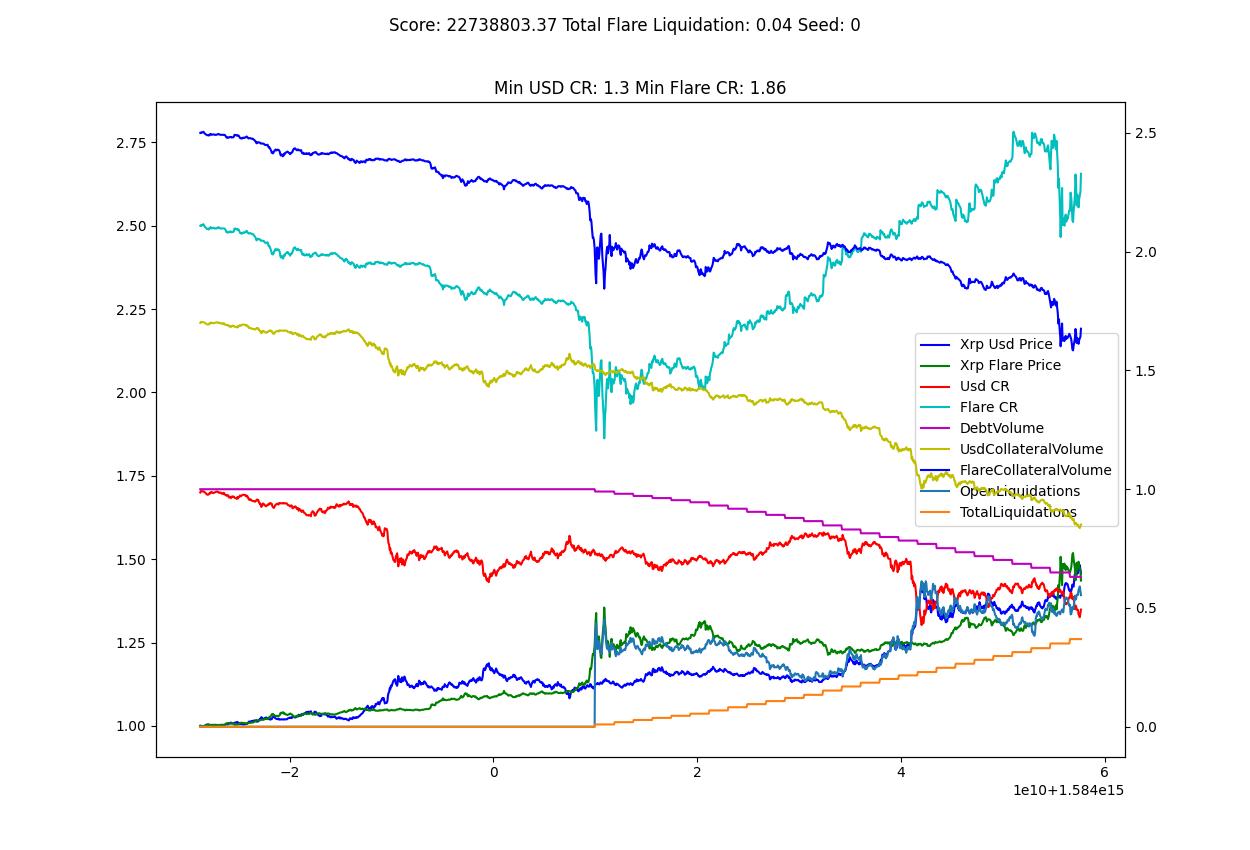 Score: 22738803.37 Total Flare Liquidation: 0.04 Seed: 0
Min USD CR: 1.3 Min Flare CR: 1.86
2.75
2.50
2.25
2.00
1.75
1.50
1.25
1.00
2.5
2.0
1.5
1.0
0.5
0.0
Xrp Usd Price
Xrp Flare Price
Usd CR
Flare CR
DebtVolume
UsdCollateralVolume
FlareCollateralVolume
OpenLiquidations
TotalLiquidations
−2 0 2 4 6
1e10+1.584e15